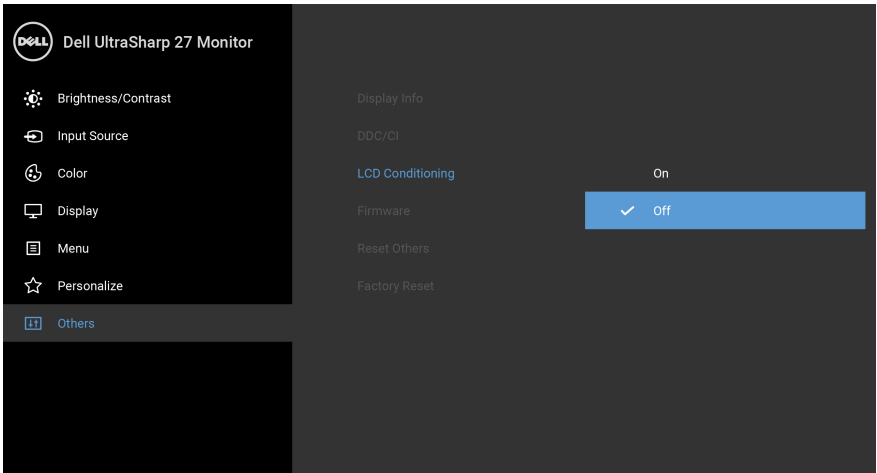 DELL Dell UltraSharp 27 Monitor
Brightness/Contrast
Input Source
Color
Display
Menu
Personalize
Others
Display Info
DDC/CI
LCD Conditioning
Firmware
Reset Others
Factory Reset
On
Off